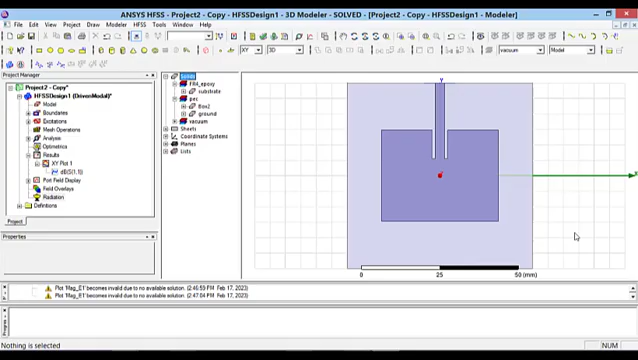 ANSYS HFSS - Project2 - Copy - HFSSDesign1 - 3D Modeler - SOLVED - [Project2 - Copy - HFSSDesign1 - Modeler]
File Edit View Project Draw Modeler HFSS Tools Window Help
XY 3D vacuum Model
Project Manager
Project2 - Copy*
HFSSDesign1 (DrivenModal)*
Model
Boundaries
Excitations
Mesh Operations
Analysis
Optimetrics
Results
XY Plot 1
dB(S(1,1))
Port Field Display
Field Overlays
Radiation
Definitions
Project
Properties
Solids
FR4_epoxy
substrate
pec
Box2
ground
vacuum
Sheets
Coordinate Systems
Planes
Lists
0 25 50 (mm)
Plot 'Mag_E1' becomes invalid due to no available solution. (2:46:59 PM Feb 17, 2023)
Plot 'Mag_E1' becomes invalid due to no available solution. (2:47:04 PM Feb 17, 2023)
Nothing is selected
NUM